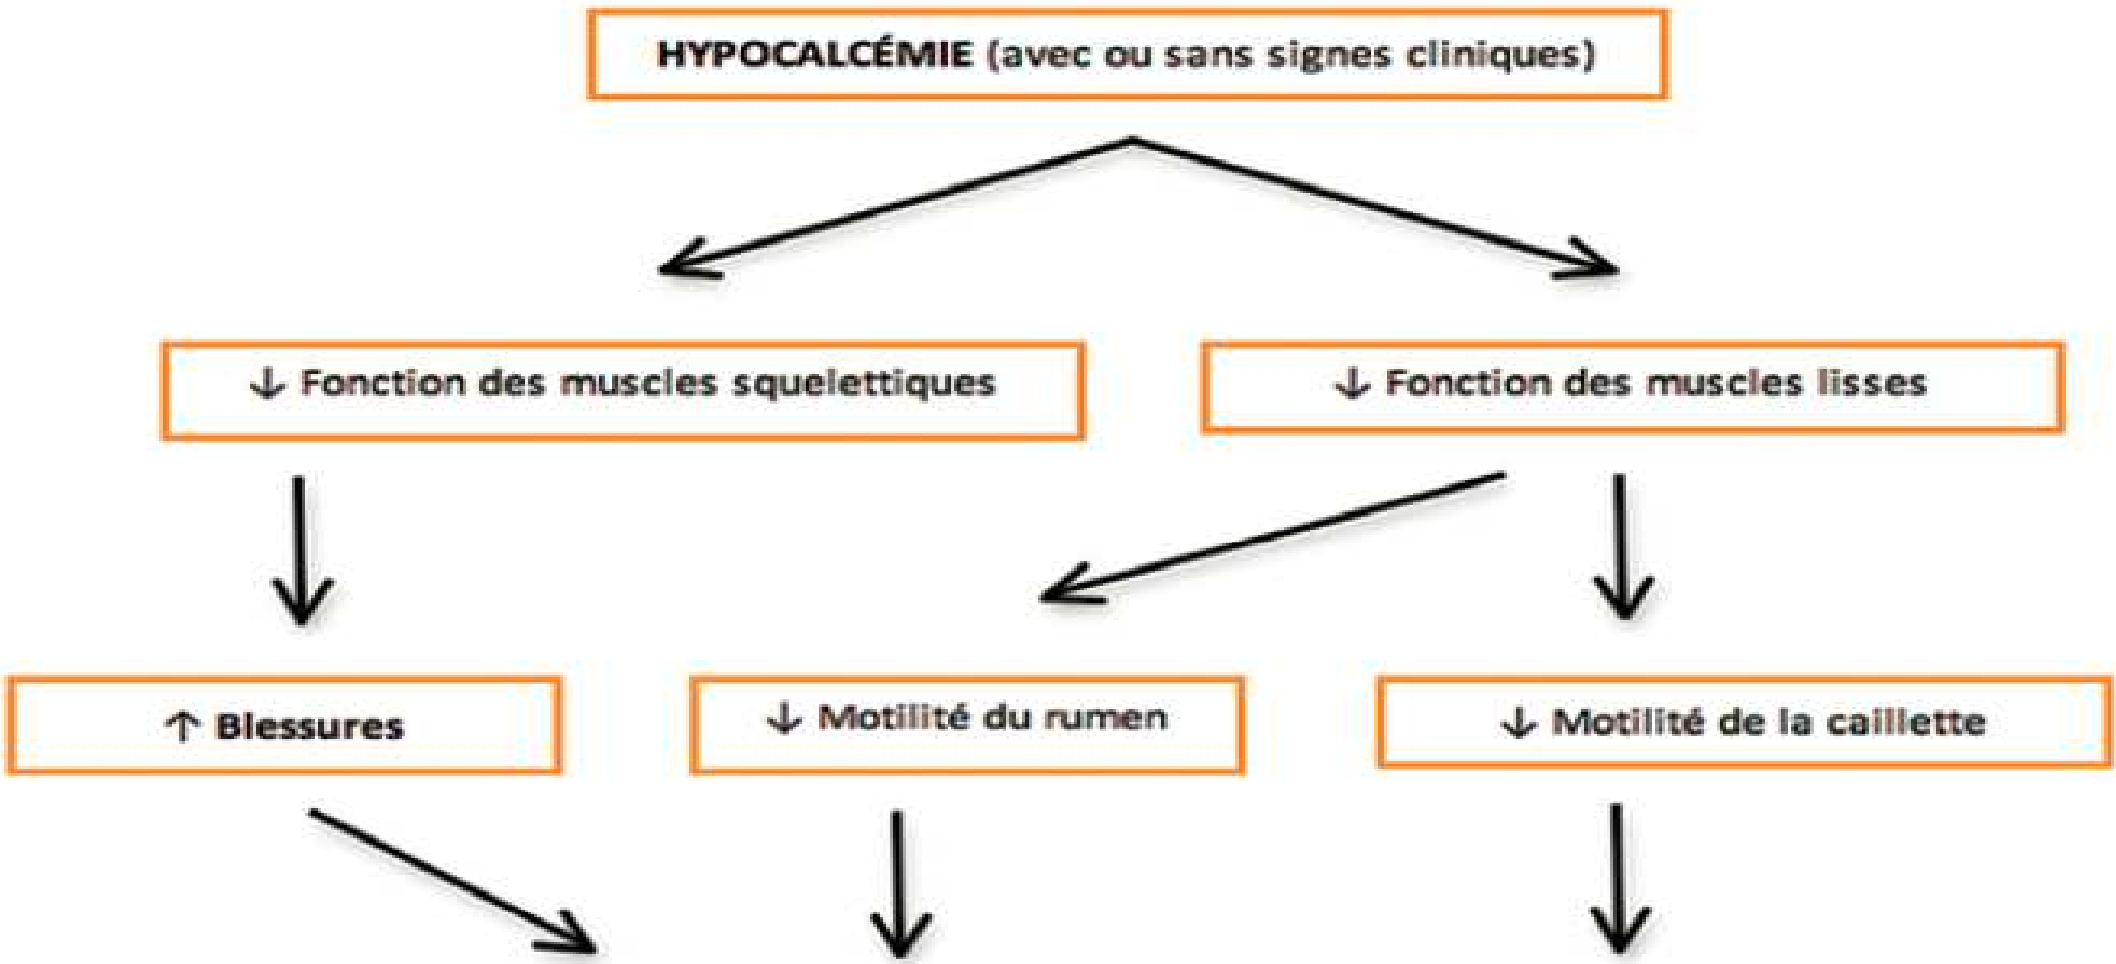 HYPOCALCÉMIE (avec ou sans signes cliniques)
↓ Fonction des muscles squelettiques
↓ Fonction des muscles lisses
↑ Blessures
↓ Motilité du rumen
↓ Motilité de la caillette